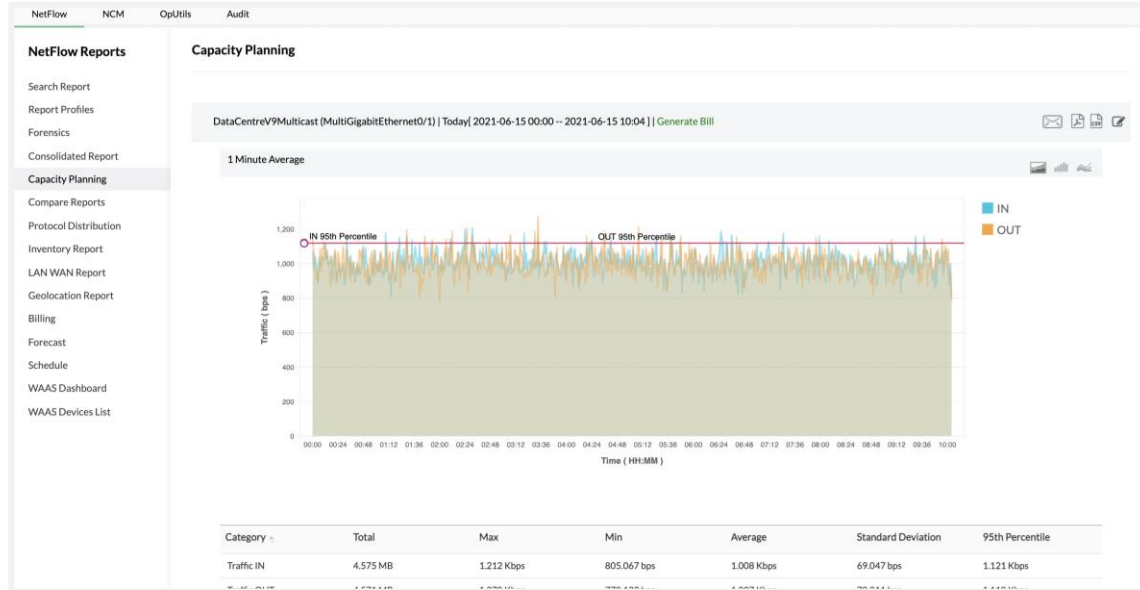 NetFlow NCM OpUtils Audit
NetFlow Reports
Search Report
Report Profiles
Forensics
Consolidated Report
Capacity Planning
Compare Reports
Protocol Distribution
Inventory Report
LAN WAN Report
Geolocation Report
Billing
Forecast
Schedule
WAAS Dashboard
WAAS Devices List
Capacity Planning
DataCentreV9Multicast (MultiGigabitEthernet0/1) | Today[ 2021-06-15 00:00 -- 2021-06-15 10:04 ] | Generate Bill
CSV
1 Minute Average
IN
OUT
IN 95th Percentile OUT 95th Percentile
Traffic ( bps )
1,200
1,000
800
600
400
200
0
00:00 00:24 00:48 01:12 01:36 02:00 02:24 02:48 03:12 03:36 04:00 04:24 04:48 05:12 05:36 06:00 06:24 06:48 07:12 07:36 08:00 08:24 08:48 09:12 09:36 10:00
Time ( HH:MM )
Category Total Max Min Average Standard Deviation 95th Percentile
Traffic IN 4.575 MB 1.212 Kbps 805.067 bps 1.008 Kbps 69.047 bps 1.121 Kbps